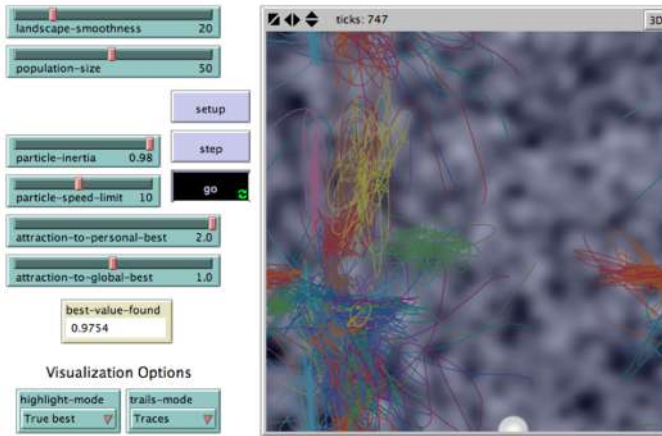 landscape-smoothness 20
population-size 50
setup
particle-inertia 0.98
step
particle-speed-limit 10
go
attraction-to-personal-best 2.0
attraction-to-global-best 1.0
best-value-found
0.9754
Visualization Options
highlight-mode
True best
trails-mode
Traces
ticks: 747
3D